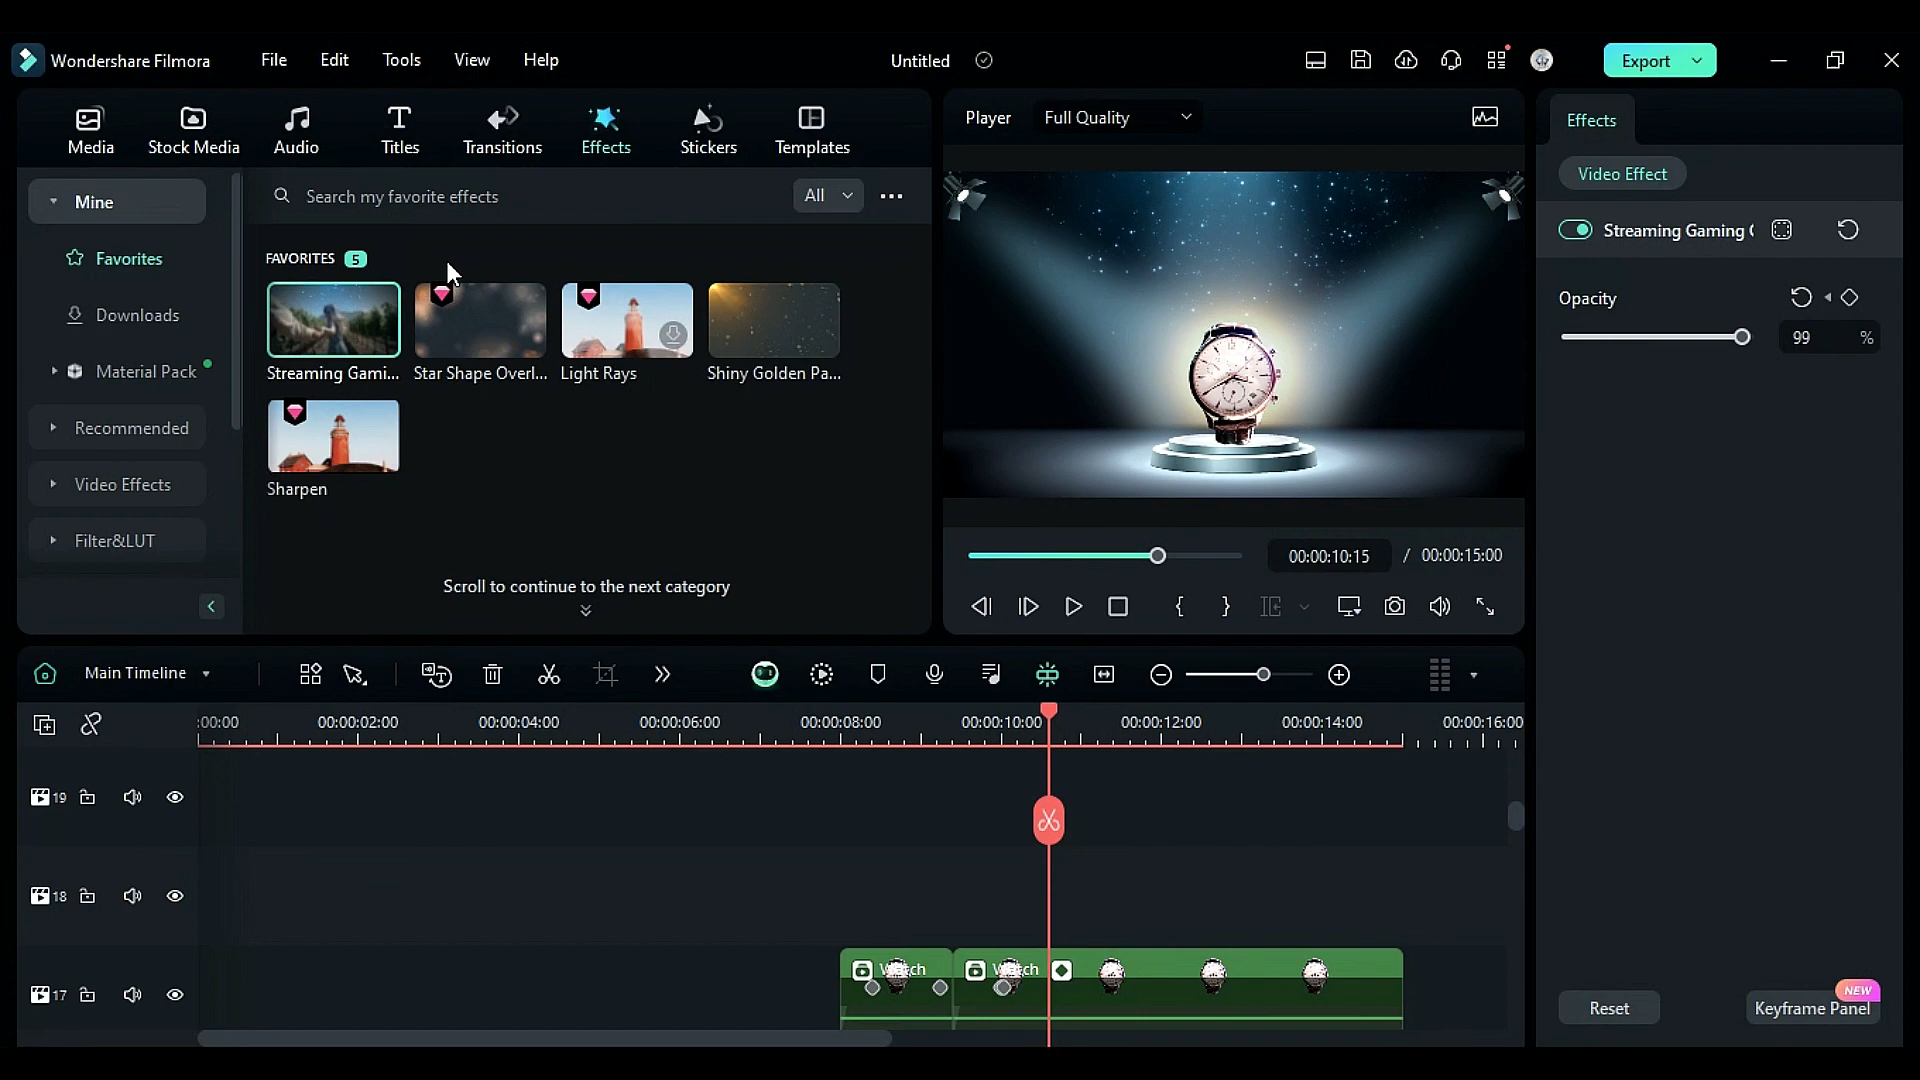 Wondershare Filmora
File
Edit
Tools
View
Help
Untitled
Export
Media
Stock Media
Audio
Titles
Transitions
Effects
Stickers
Templates
Player
Full Quality
Effects
Video Effect
Mine
Search my favorite effects
All
Streaming Gaming
Favorites
FAVORITES 5
Downloads
Material Pack
Recommended
Video Effects
Filter&LUT
Streaming Gami...
Star Shape Overl...
Light Rays
Shiny Golden Pa...
Sharpen
Scroll to continue to the next category
Opacity
99 %
00:00:10:15 / 00:00:15:00
Main Timeline
:00:00
00:00:02:00
00:00:04:00
00:00:06:00
00:00:08:00
00:00:10:00
00:00:12:00
00:00:14:00
00:00:16:00
19
18
17
Watch
Watch
Reset
NEW
Keyframe Panel